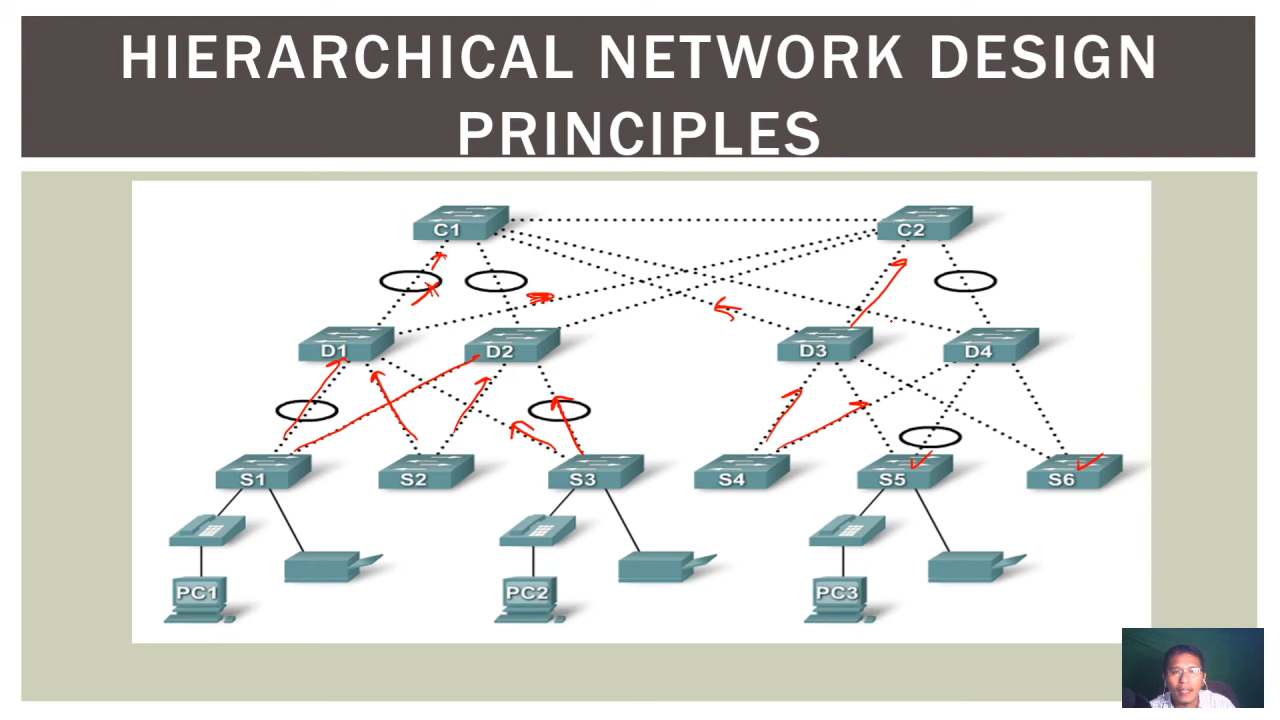 HIERARCHICAL NETWORK DESIGN
PRINCIPLES
C1 C2
D1 D2 D3 D4
S1 S2 S3 S4 S5 S6
PC1 PC2 PC3